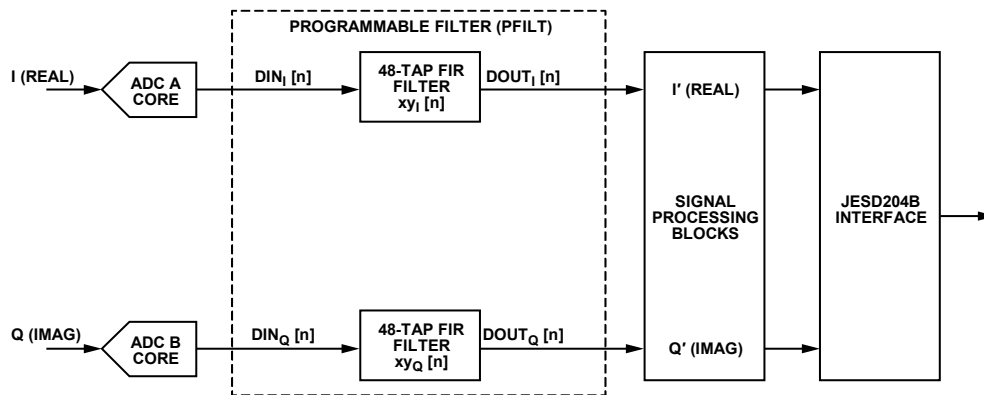 PROGRAMMABLE FILTER (PFILT)
I (REAL)
ADC A
CORE
DINI [n]
48-TAP FIR
FILTER
xyI [n]
DOUTI [n]
I′ (REAL)
SIGNAL
PROCESSING
BLOCKS
JESD204B
INTERFACE
Q (IMAG)
ADC B
CORE
DINQ [n]
48-TAP FIR
FILTER
xyQ [n]
DOUTQ [n]
Q′ (IMAG)